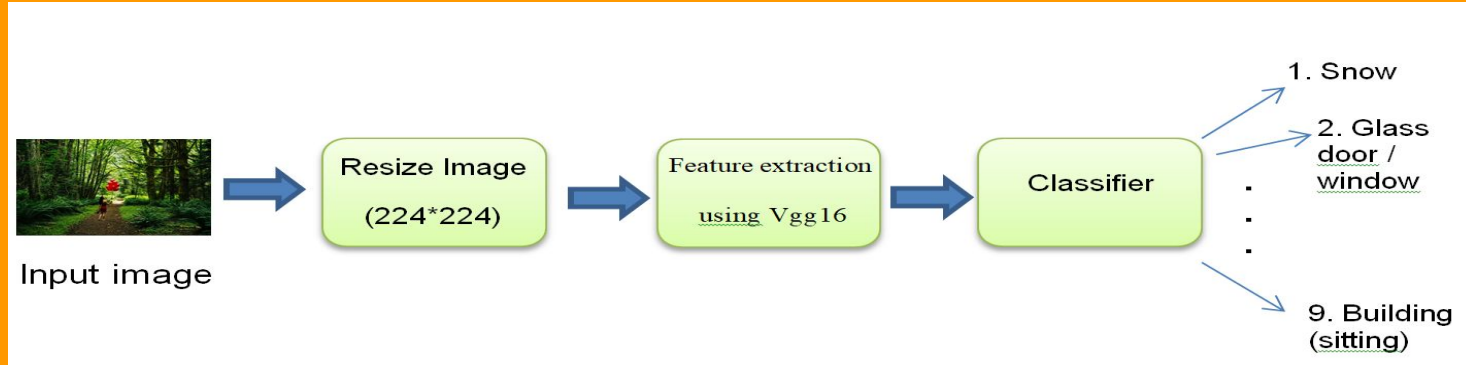 Input image
Resize Image
(224*224)
Feature extraction
using Vgg16
Classifier
1. Snow
2. Glass
door /
window
.
.
.
9. Building
(sitting)